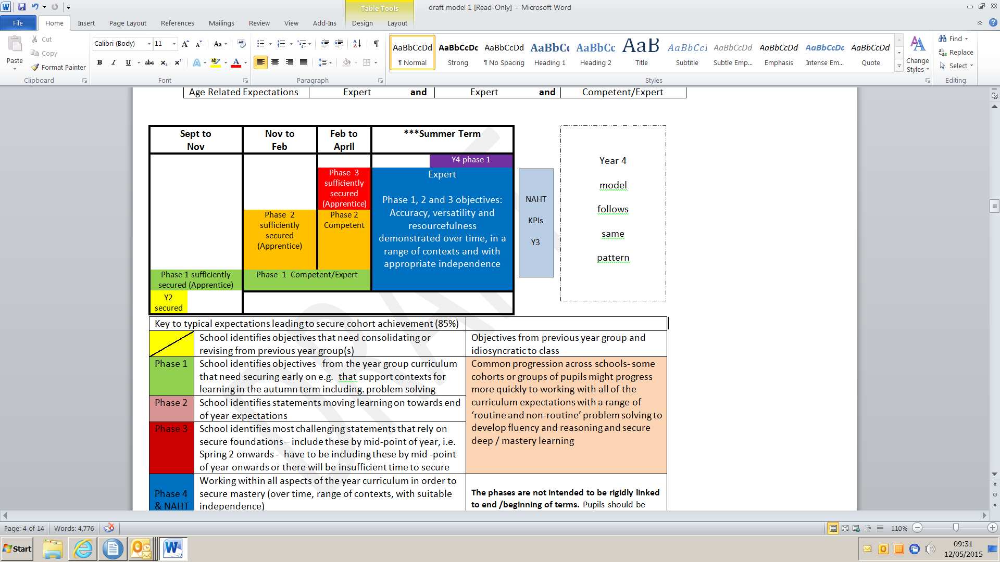 draft model 1 [Read-Only] - Microsoft Word
Table Tools
File
Home
Insert
Page Layout
References
Mailings
Review
View
Add-Ins
Design
Layout
Paste
Cut
Copy
Format Painter
Clipboard
Calibri (Body)
11
Font
Paragraph
AaBbCcDd
¶ Normal
AaBbCcDc
Strong
AaBbCcDd
¶ No Spacing
AaBbCc
Heading 1
AaBbCc
Heading 2
AaB
Title
AaBbCcI
Subtitle
AaBbCcDd
Subtle Emp...
AaBbCcDd
Emphasis
AaBbCcDd
Intense Em...
AaBbCcDd
Quote
Change
Styles
Styles
Find
Replace
Select
Editing
Age Related Expectations
Expert and
Expert and
Competent/Expert
Sept to
Nov
Nov to
Feb
Feb to
April
***Summer Term
Y4 phase 1
Phase 3
sufficiently
secured
(Apprentice)
Expert
Phase 1, 2 and 3 objectives:
Accuracy, versatility and
resourcefulness
demonstrated over time, in a
range of contexts and with
appropriate independence
Phase 2
sufficiently
secured
(Apprentice)
Phase 2
Competent
Phase 1 sufficiently
secured (Apprentice)
Phase 1 Competent/Expert
Y2
secured
NAHT
KPIs
Y3
Year 4
model
follows
same
pattern
DRAFT
Key to typical expectations leading to secure cohort achievement (85%)
School identifies objectives that need consolidating or
revising from previous year group(s)
Objectives from previous year group and
idiosyncratic to class
Phase 1
School identifies objectives from the year group curriculum
that need securing early on e.g. that support contexts for
learning in the autumn term including. problem solving
Common progression across schools- some
cohorts or groups of pupils might progress
more quickly to working with all of the
curriculum expectations with a range of
‘routine and non-routine’ problem solving to
develop fluency and reasoning and secure
deep / mastery learning
Phase 2
School identifies statements moving learning on towards end
of year expectations
Phase 3
School identifies most challenging statements that rely on
secure foundations – include these by mid-point of year, i.e.
Spring 2 onwards - have to be including these by mid -point
of year onwards or there will be insufficient time to secure
Phase 4
& NAHT
Working within all aspects of the year curriculum in order to
secure mastery (over time, range of contexts, with suitable
independence)
The phases are not intended to be rigidly linked
to end /beginning of terms. Pupils should be
Page: 4 of 14
Words: 4,776
110%
Start
09:31
12/05/2015